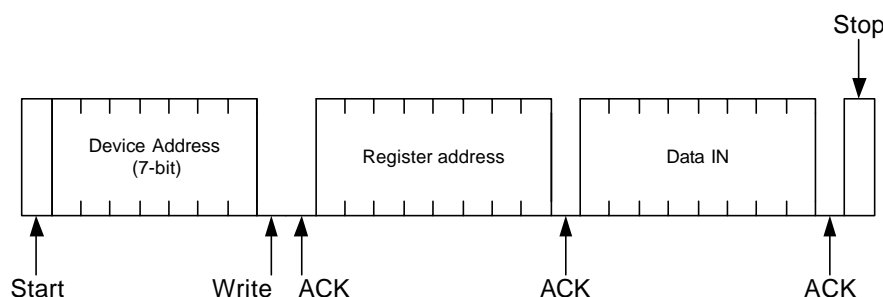 Stop
Device Address
(7-bit)
Register address
Data IN
Start
Write
ACK
ACK
ACK